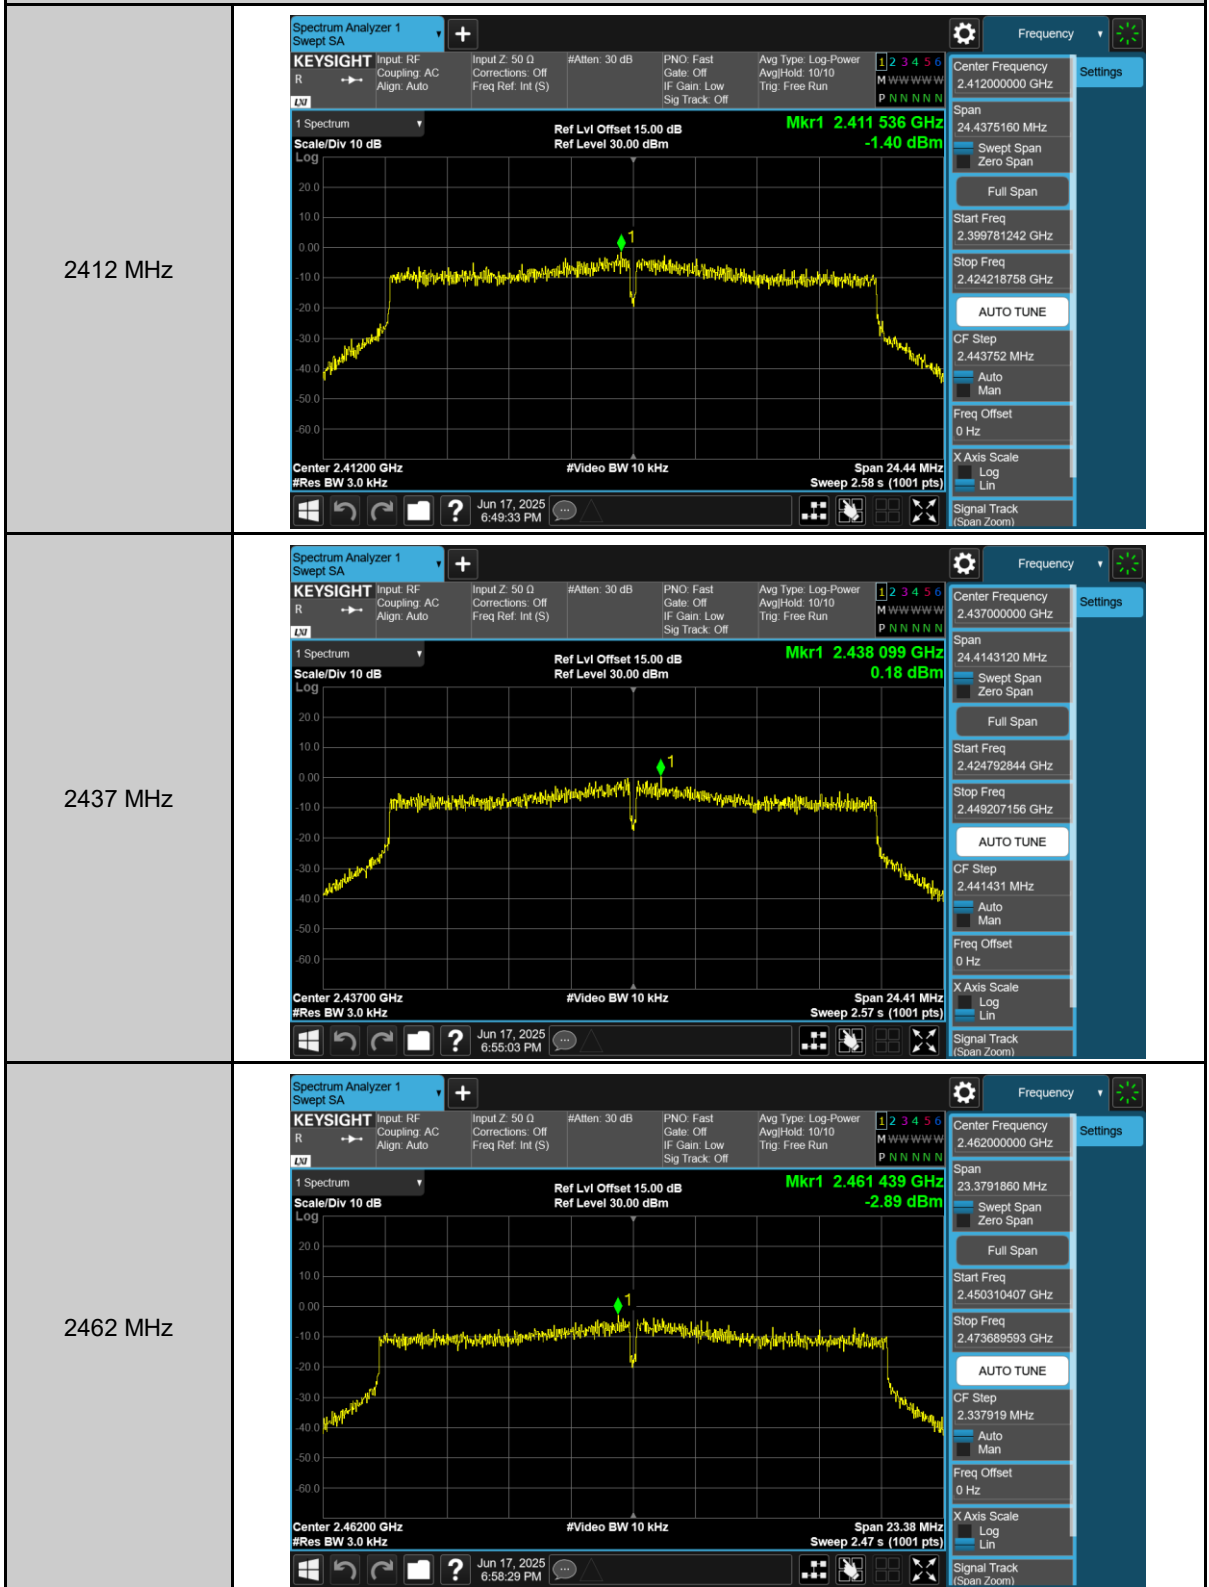 2412 MHz
Spectrum Analyzer 1
Swept SA
Frequency
KEYSIGHT
R
LXI
Input: RF
Coupling: AC
Align: Auto
Input Z: 50 Ω
Corrections: Off
Freq Ref: Int (S)
#Atten: 30 dB
PNO: Fast
Gate: Off
IF Gain: Low
Sig Track: Off
Avg Type: Log-Power
Avg|Hold: 10/10
Trig: Free Run
1 2 3 4 5 6
M W W W W W
P N N N N N
1 Spectrum
Scale/Div 10 dB
Log
Ref Lvl Offset 15.00 dB
Ref Level 30.00 dBm
Mkr1 2.411 536 GHz
-1.40 dBm
1
20.0
10.0
0.00
-10.0
-20.0
-30.0
-40.0
-50.0
-60.0
Center 2.41200 GHz
#Res BW 3.0 kHz
#Video BW 10 kHz
Span 24.44 MHz
Sweep 2.58 s (1001 pts)
Jun 17, 2025
6:49:33 PM
Center Frequency
2.412000000 GHz
Settings
Span
24.4375160 MHz
Swept Span
Zero Span
Full Span
Start Freq
2.399781242 GHz
Stop Freq
2.424218758 GHz
AUTO TUNE
CF Step
2.443752 MHz
Auto
Man
Freq Offset
0 Hz
X Axis Scale
Log
Lin
Signal Track
(Span Zoom)
2437 MHz
Spectrum Analyzer 1
Swept SA
Frequency
KEYSIGHT
R
LXI
Input: RF
Coupling: AC
Align: Auto
Input Z: 50 Ω
Corrections: Off
Freq Ref: Int (S)
#Atten: 30 dB
PNO: Fast
Gate: Off
IF Gain: Low
Sig Track: Off
Avg Type: Log-Power
Avg|Hold: 10/10
Trig: Free Run
1 2 3 4 5 6
M W W W W W
P N N N N N
1 Spectrum
Scale/Div 10 dB
Log
Ref Lvl Offset 15.00 dB
Ref Level 30.00 dBm
Mkr1 2.438 099 GHz
0.18 dBm
1
20.0
10.0
0.00
-10.0
-20.0
-30.0
-40.0
-50.0
-60.0
Center 2.43700 GHz
#Res BW 3.0 kHz
#Video BW 10 kHz
Span 24.41 MHz
Sweep 2.57 s (1001 pts)
Jun 17, 2025
6:55:03 PM
Center Frequency
2.437000000 GHz
Settings
Span
24.4143120 MHz
Swept Span
Zero Span
Full Span
Start Freq
2.424792844 GHz
Stop Freq
2.449207156 GHz
AUTO TUNE
CF Step
2.441431 MHz
Auto
Man
Freq Offset
0 Hz
X Axis Scale
Log
Lin
Signal Track
(Span Zoom)
2462 MHz
Spectrum Analyzer 1
Swept SA
Frequency
KEYSIGHT
R
LXI
Input: RF
Coupling: AC
Align: Auto
Input Z: 50 Ω
Corrections: Off
Freq Ref: Int (S)
#Atten: 30 dB
PNO: Fast
Gate: Off
IF Gain: Low
Sig Track: Off
Avg Type: Log-Power
Avg|Hold: 10/10
Trig: Free Run
1 2 3 4 5 6
M W W W W W
P N N N N N
1 Spectrum
Scale/Div 10 dB
Log
Ref Lvl Offset 15.00 dB
Ref Level 30.00 dBm
Mkr1 2.461 439 GHz
-2.89 dBm
1
20.0
10.0
0.00
-10.0
-20.0
-30.0
-40.0
-50.0
-60.0
Center 2.46200 GHz
#Res BW 3.0 kHz
#Video BW 10 kHz
Span 23.38 MHz
Sweep 2.47 s (1001 pts)
Jun 17, 2025
6:58:29 PM
Center Frequency
2.462000000 GHz
Settings
Span
23.3791860 MHz
Swept Span
Zero Span
Full Span
Start Freq
2.450310407 GHz
Stop Freq
2.473689593 GHz
AUTO TUNE
CF Step
2.337919 MHz
Auto
Man
Freq Offset
0 Hz
X Axis Scale
Log
Lin
Signal Track
(Span Zoom)